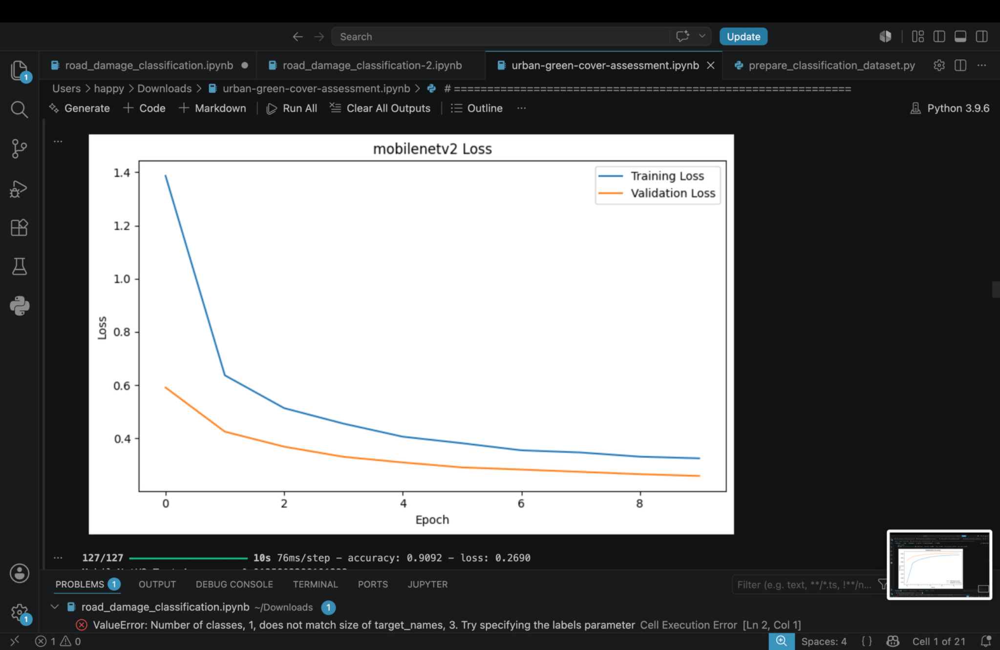 Search
Update
road_damage_classification.ipynb
road_damage_classification-2.ipynb
urban-green-cover-assessment.ipynb
prepare_classification_dataset.py
Users > happy > Downloads > urban-green-cover-assessment.ipynb > # ============================================================
Generate
+ Code
+ Markdown
Run All
Clear All Outputs
Outline
...
Python 3.9.6
mobilenetv2 Loss
Training Loss
Validation Loss
1.4
1.2
1.0
0.8
0.6
0.4
Loss
0 2 4 6 8
Epoch
127/127 10s 76ms/step - accuracy: 0.9092 - loss: 0.2690
PROBLEMS 1
OUTPUT
DEBUG CONSOLE
TERMINAL
PORTS
JUPYTER
Filter (e.g. text, **/*.ts, !**/n...
road_damage_classification.ipynb ~/Downloads 1
ValueError: Number of classes, 1, does not match size of target_names, 3. Try specifying the labels parameter Cell Execution Error [Ln 2, Col 1]
1
1
1 0
Spaces: 4
{ }
Cell 1 of 21